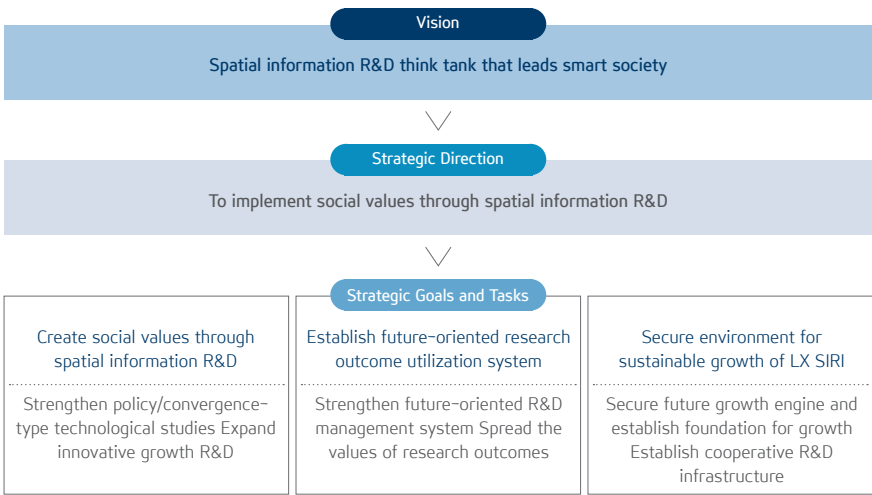 Vision
Spatial information R&D think tank that leads smart society
Strategic Direction
To implement social values through spatial information R&D
Strategic Goals and Tasks
Create social values through
spatial information R&D
Strengthen policy/convergence-
type technological studies Expand
innovative growth R&D
Establish future-oriented research
outcome utilization system
Strengthen future-oriented R&D
management system Spread the
values of research outcomes
Secure environment for
sustainable growth of LX SIRI
Secure future growth engine and
establish foundation for growth
Establish cooperative R&D
infrastructure